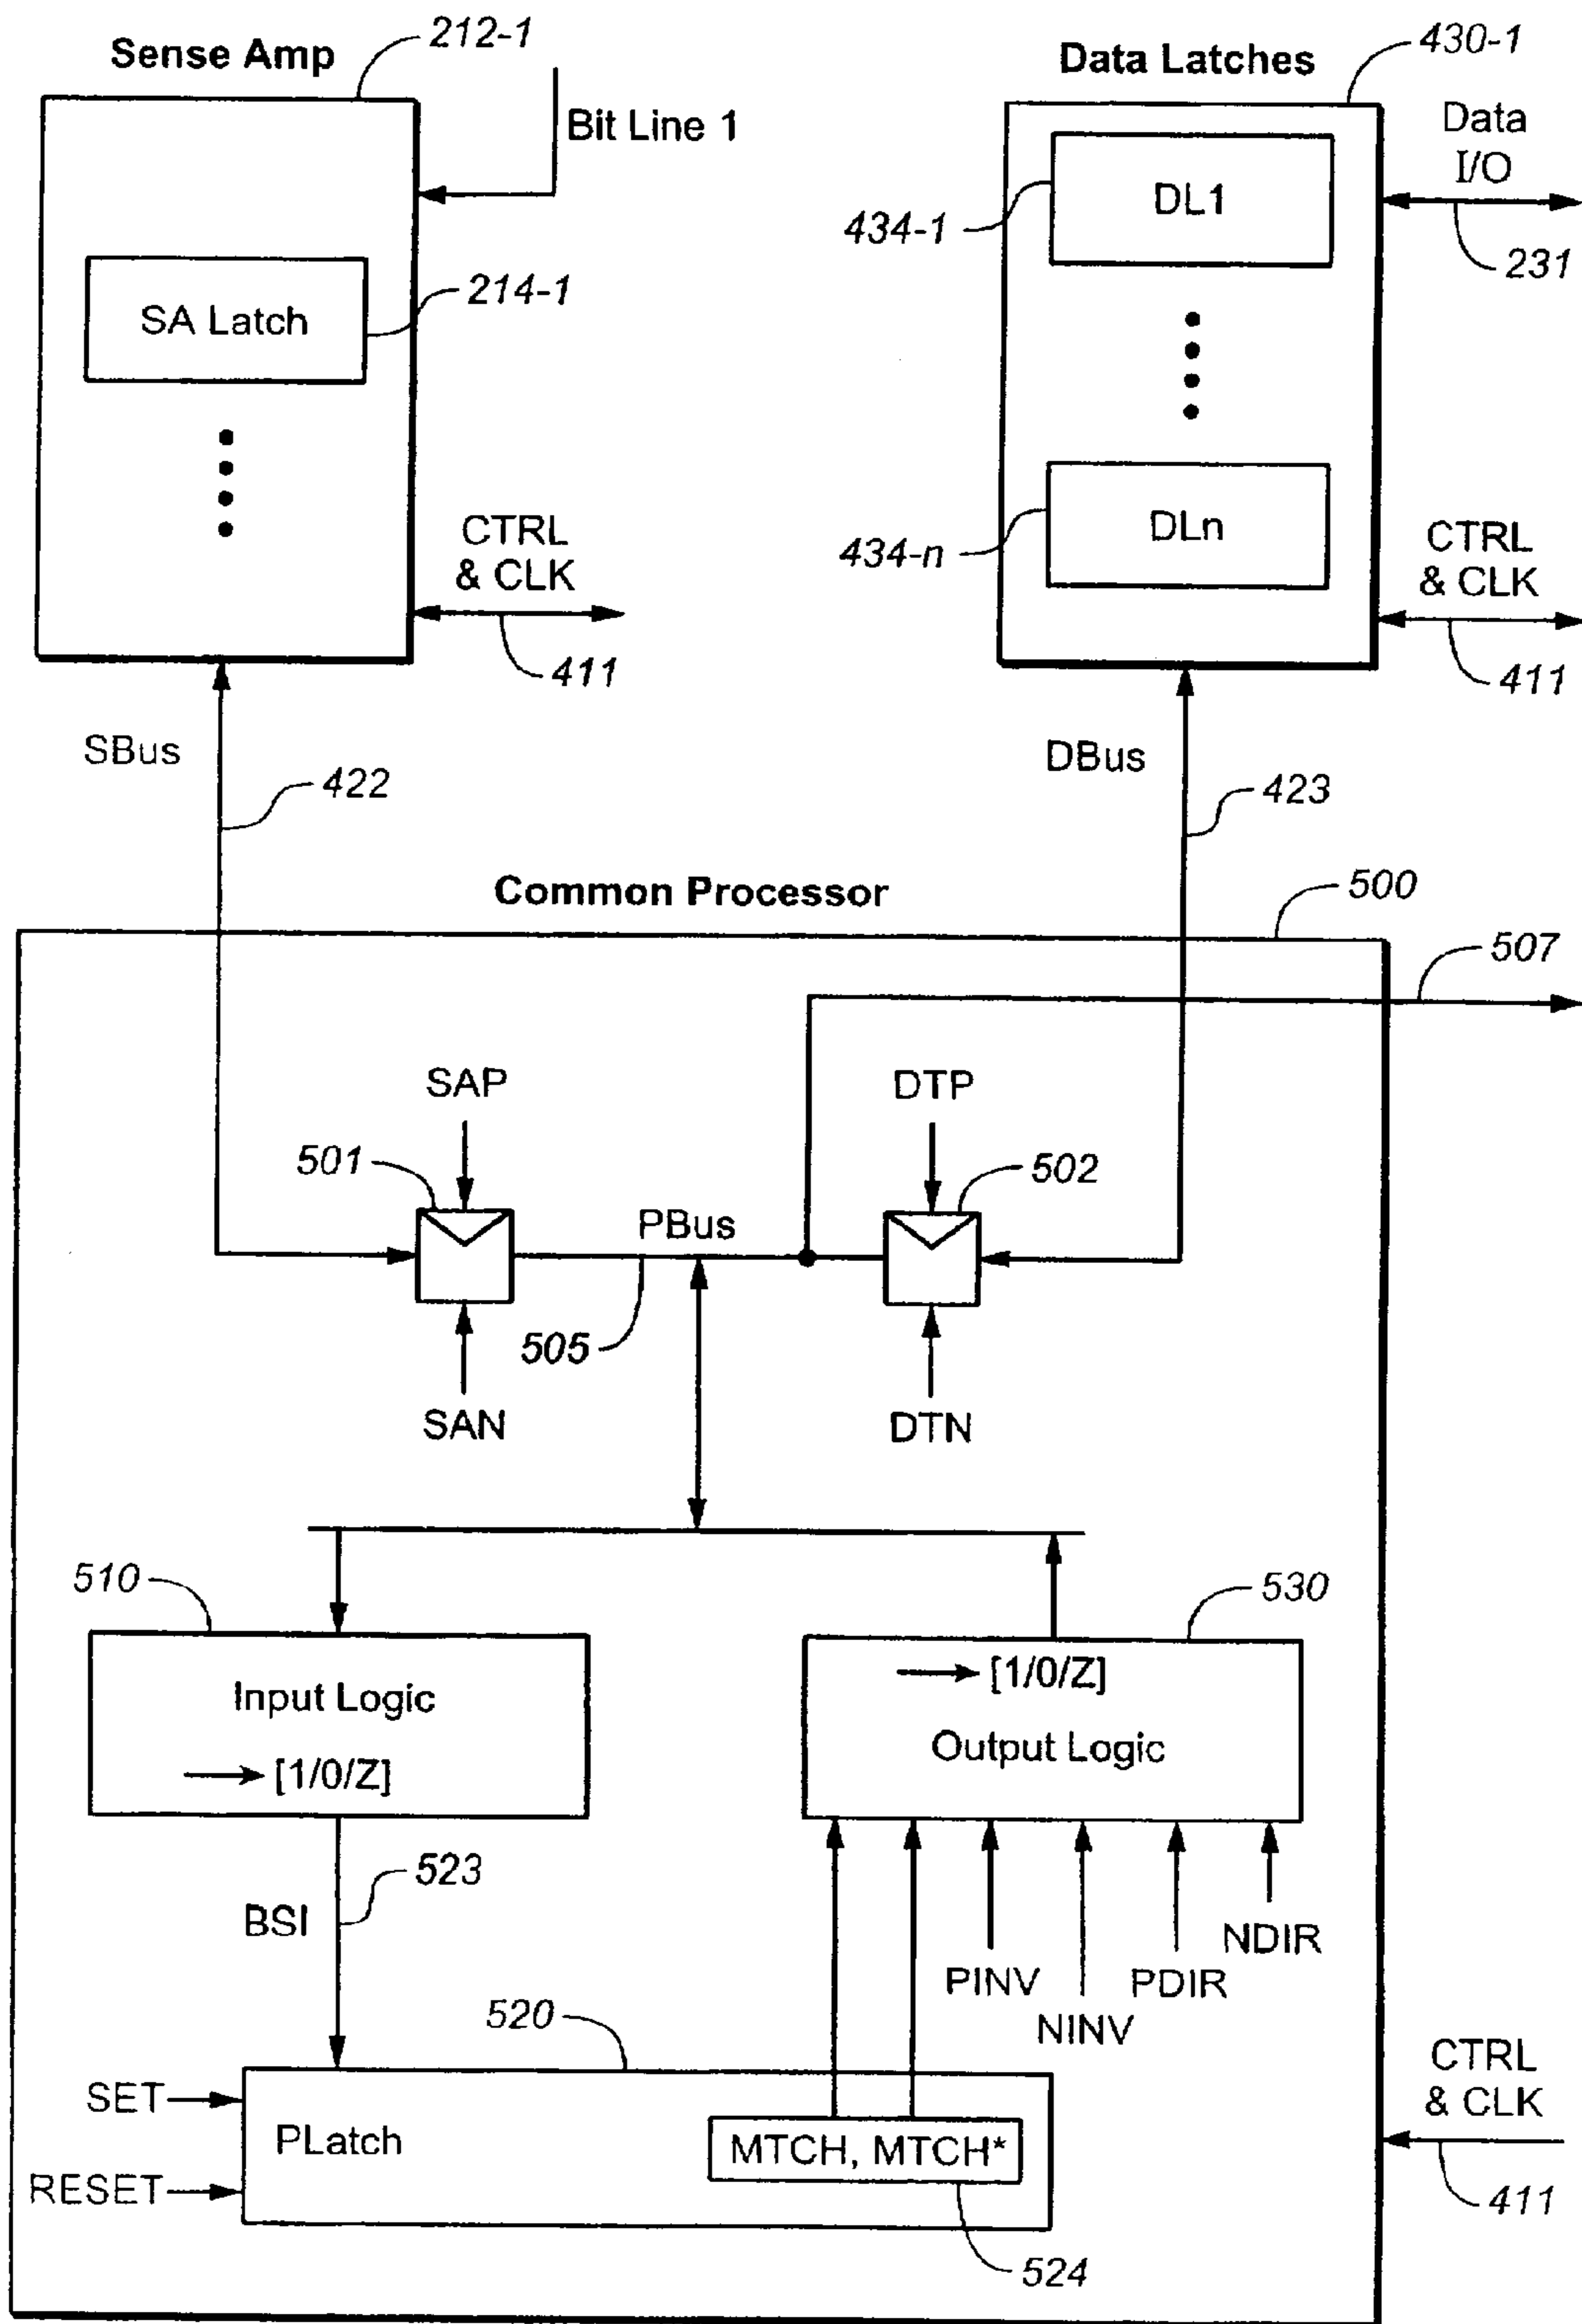 Sense Amp
212-1
Bit Line 1
SA Latch
214-1
CTRL
& CLK
411
Data Latches
430-1
Data
I/O
231
DL1
434-1
DLn
434-n
CTRL
& CLK
411
SBus
422
DBus
423
Common Processor
500
507
SAP
501
SAN
PBus
505
DTP
502
DTN
510
Input Logic
[1/0/Z]
530
[1/0/Z]
Output Logic
BSI
523
PINV
NINV
PDIR
NDIR
520
SET
RESET
PLatch
MTCH, MTCH*
524
CTRL
& CLK
411